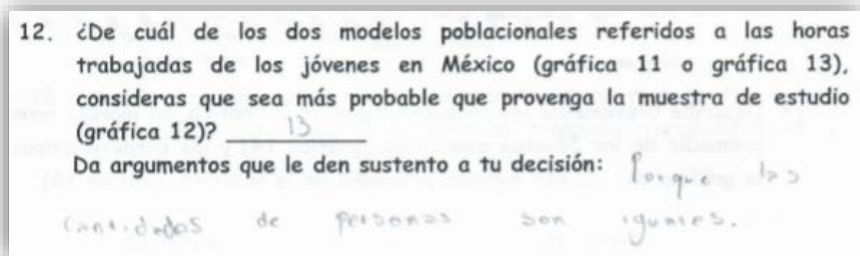 12. ¿De cuál de los dos modelos poblacionales referidos a las horas
trabajadas de los jóvenes en México (gráfica 11 o gráfica 13),
consideras que sea más probable que provenga la muestra de estudio
(gráfica 12)? 13
Da argumentos que le den sustento a tu decisión: Porque las
Cantidades de personas son iguales.